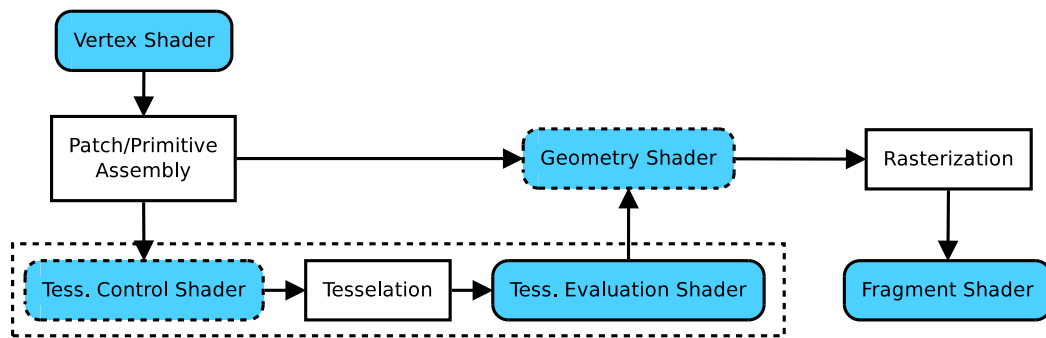 Vertex Shader
Patch/Primitive
Assembly
Geometry Shader
Rasterization
Tess. Control Shader
Tesselation
Tess. Evaluation Shader
Fragment Shader